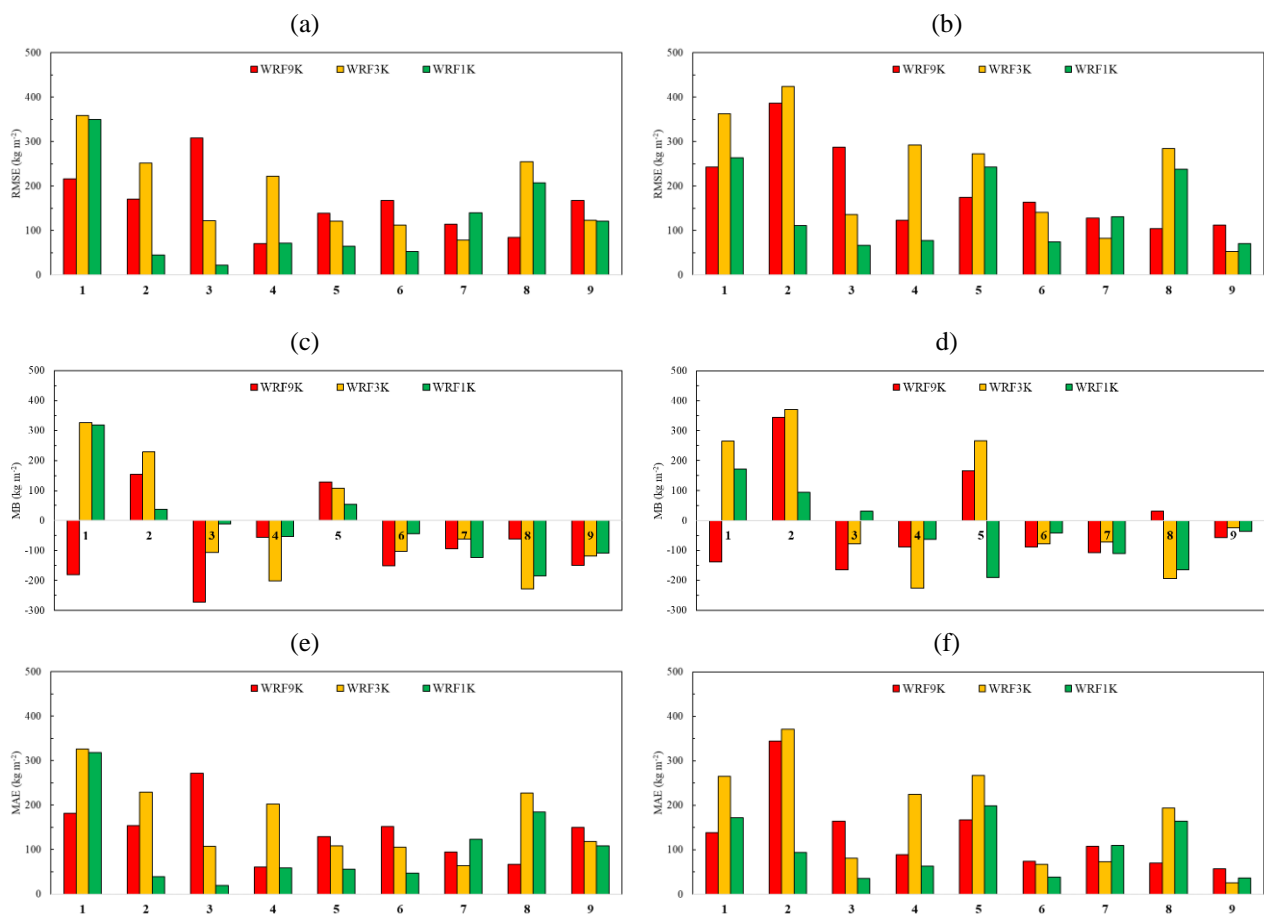 (a)
(b)
500
400
300
200
100
0
RMSE (kg m⁻²)
WRF9K WRF3K WRF1K
1 2 3 4 5 6 7 8 9
500
400
300
200
100
0
RMSE (kg m⁻²)
WRF9K WRF3K WRF1K
1 2 3 4 5 6 7 8 9
(c)
d)
500
400
300
200
100
0
-100
-200
-300
MB (kg m⁻²)
WRF9K WRF3K WRF1K
1 2 3 4 5 6 7 8 9
500
400
300
200
100
0
-100
-200
-300
MB (kg m⁻²)
WRF9K WRF3K WRF1K
1 2 3 4 5 6 7 8 9
(e)
(f)
500
400
300
200
100
0
MAE (kg m⁻²)
WRF9K WRF3K WRF1K
1 2 3 4 5 6 7 8 9
500
400
300
200
100
0
MAE (kg m⁻²)
WRF9K WRF3K WRF1K
1 2 3 4 5 6 7 8 9